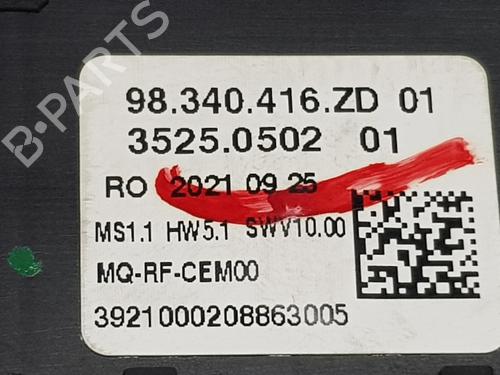 98.340.416.ZD 01
3525.0502 01
RO 2021 09 25
MS1.1 HW5.1 SWV10.00
MQ-RF-CEM00
3921000208863005
B-PARTS